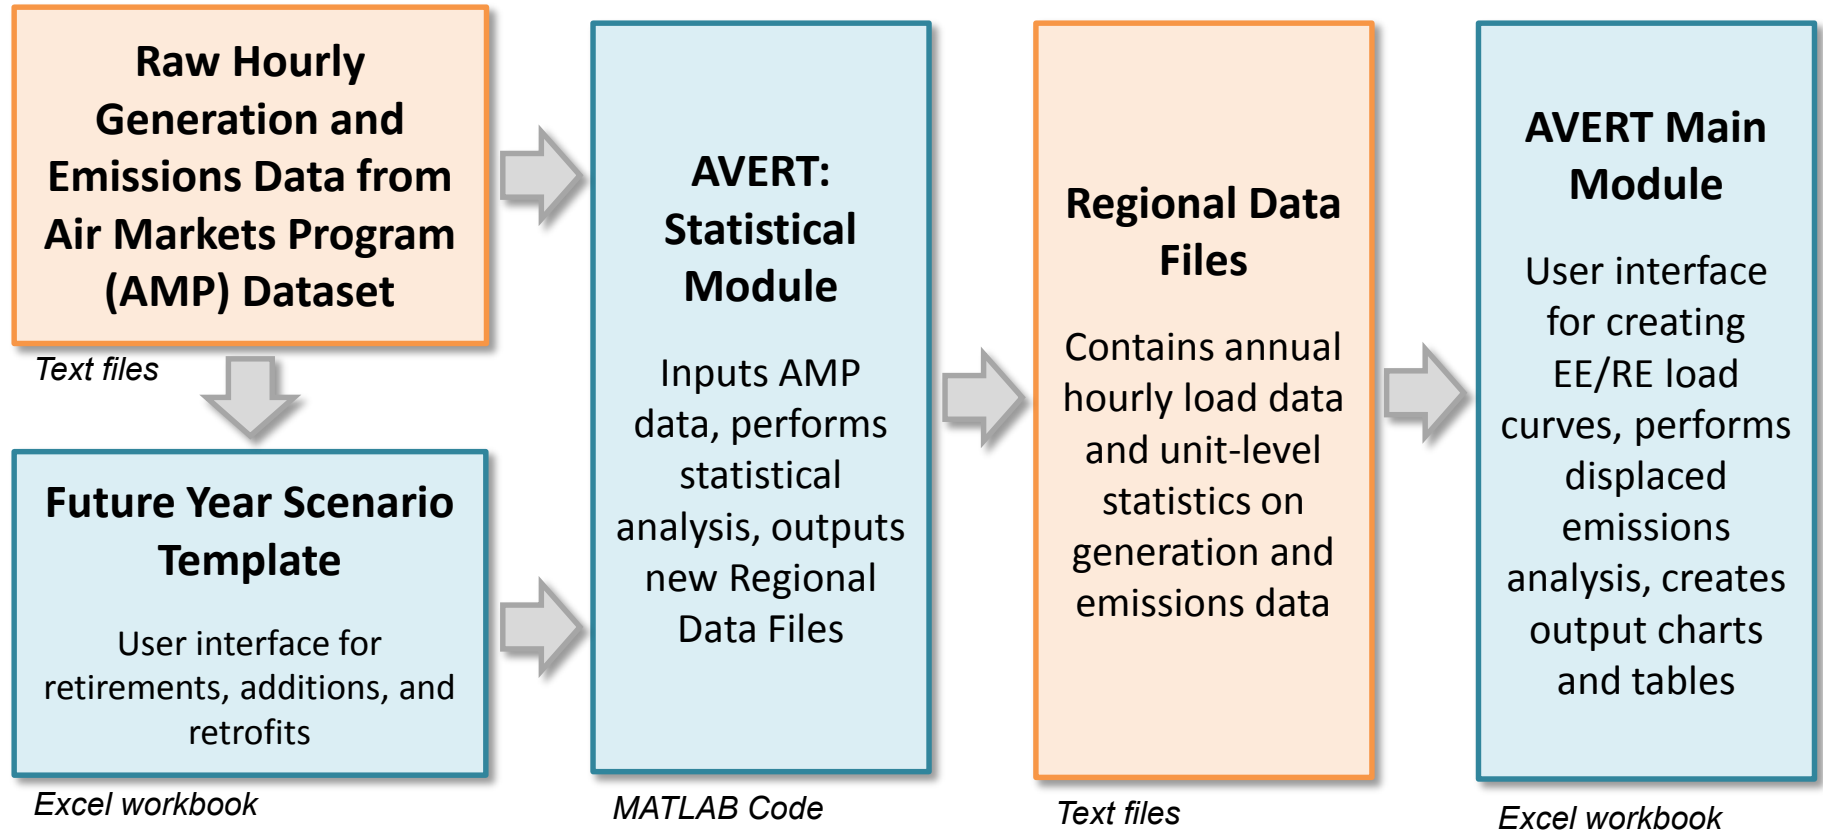 Raw Hourly
Generation and
Emissions Data from
Air Markets Program
(AMP) Dataset
Text files
Future Year Scenario
Template
User interface for
retirements, additions, and
retrofits
Excel workbook
AVERT:
Statistical
Module
Inputs AMP
data, performs
statistical
analysis, outputs
new Regional
Data Files
MATLAB Code
Regional Data
Files
Contains annual
hourly load data
and unit-level
statistics on
generation and
emissions data
Text files
AVERT Main
Module
User interface
for creating
EE/RE load
curves, performs
displaced
emissions
analysis, creates
output charts
and tables
Excel workbook